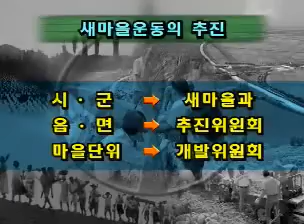 새마을운동의 추진
시 · 군 ➡ 새마을과
읍 · 면 ➡ 추진위원회
마을단위 ➡ 개발위원회